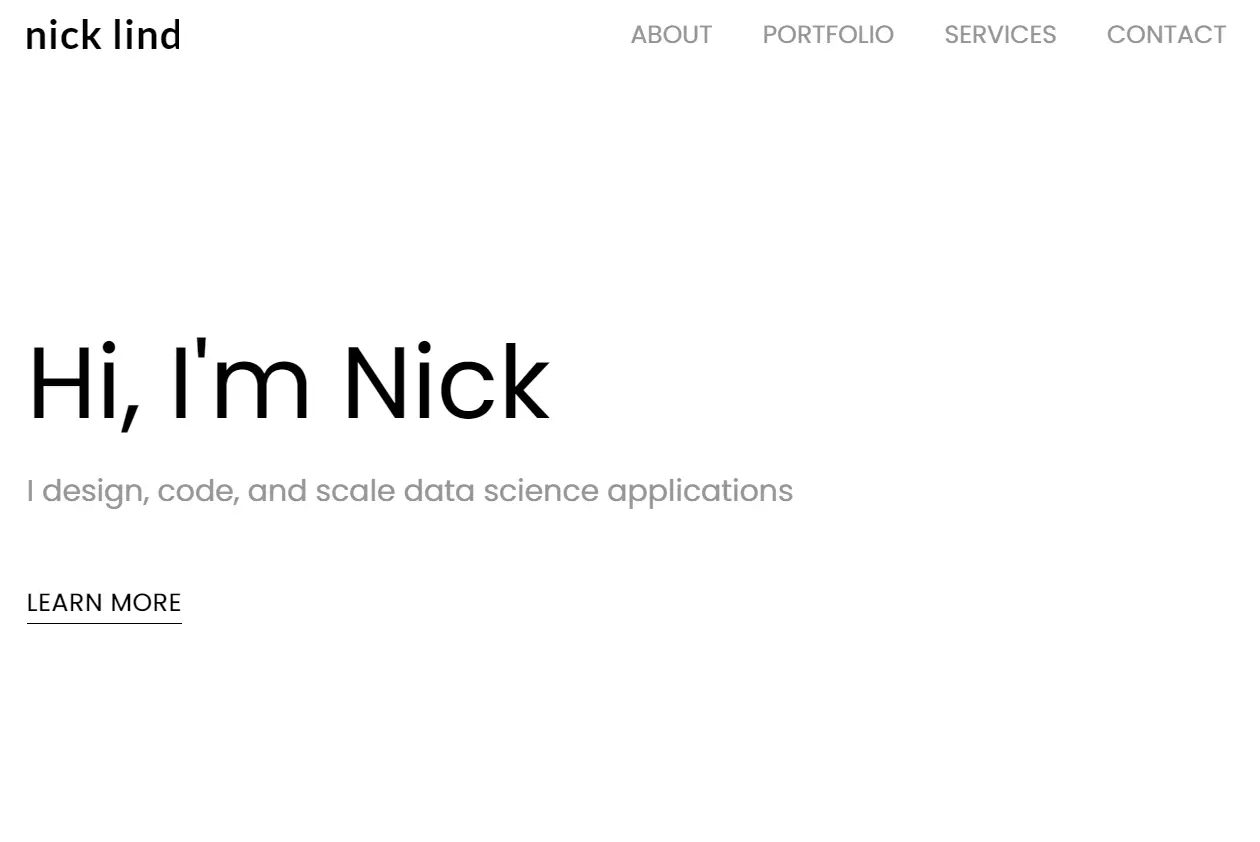 nick lind
ABOUT PORTFOLIO SERVICES CONTACT
Hi, I'm Nick
I design, code, and scale data science applications
LEARN MORE